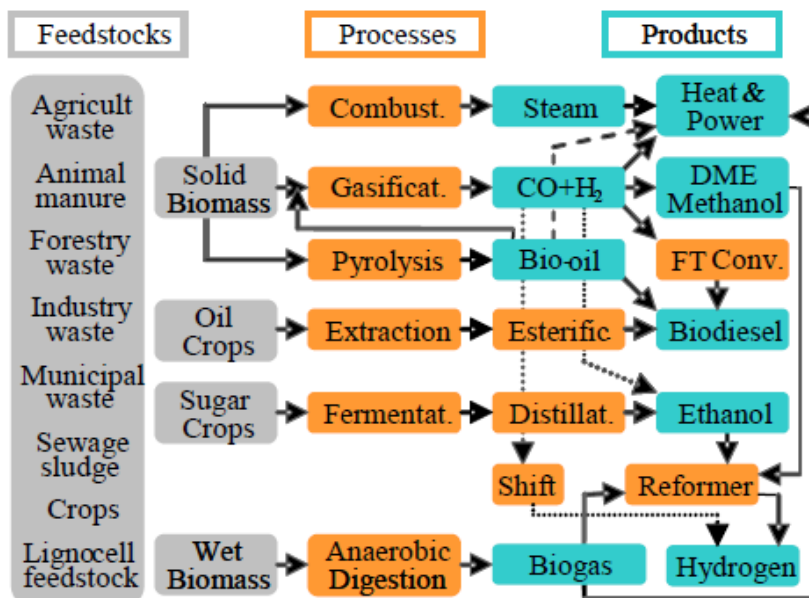 Feedstocks
Processes
Products
Agricult
waste
Animal
manure
Forestry
waste
Industry
waste
Municipal
waste
Sewage
sludge
Crops
Lignocell
feedstock
Solid
Biomass
Oil
Crops
Sugar
Crops
Wet
Biomass
Combust.
Gasificat.
Pyrolysis
Extraction
Fermentat.
Anaerobic
Digestion
Steam
CO+H₂
Bio-oil
Esterific.
Distillat.
Shift
Biogas
Heat &
Power
DME
Methanol
FT Conv.
Biodiesel
Ethanol
Reformer
Hydrogen